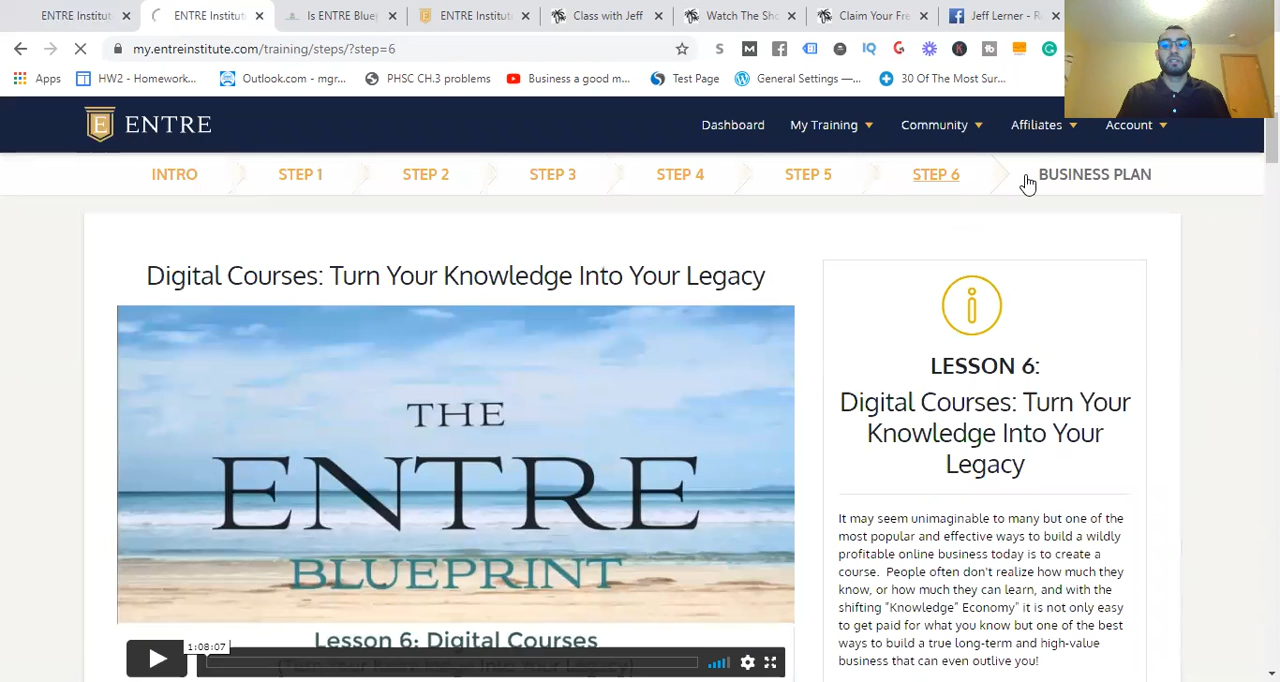 ENTRE Institu
ENTRE Institut
Is ENTRE Blue
ENTRE Institut
Class with Jeff
Watch The Sho
Claim Your Fre
Jeff Lerner - R
my.entreinstitute.com/training/steps/?step=6
Apps
HW2 - Homework...
Outlook.com - mgr...
PHSC CH.3 problems
Business a good m...
Test Page
General Settings —...
30 Of The Most Sur...
E ENTRE
Dashboard
My Training
Community
Affiliates
Account
INTRO
STEP 1
STEP 2
STEP 3
STEP 4
STEP 5
STEP 6
BUSINESS PLAN
Digital Courses: Turn Your Knowledge Into Your Legacy
THE
ENTRE
BLUEPRINT
Lesson 6: Digital Courses
1:08:07
LESSON 6:
Digital Courses: Turn Your
Knowledge Into Your
Legacy
It may seem unimaginable to many but one of the
most popular and effective ways to build a wildly
profitable online business today is to create a
course. People often don't realize how much they
know, or how much they can learn, and with the
shifting "Knowledge" Economy" it is not only easy
to get paid for what you know but one of the best
ways to build a true long-term and high-value
business that can even outlive you!